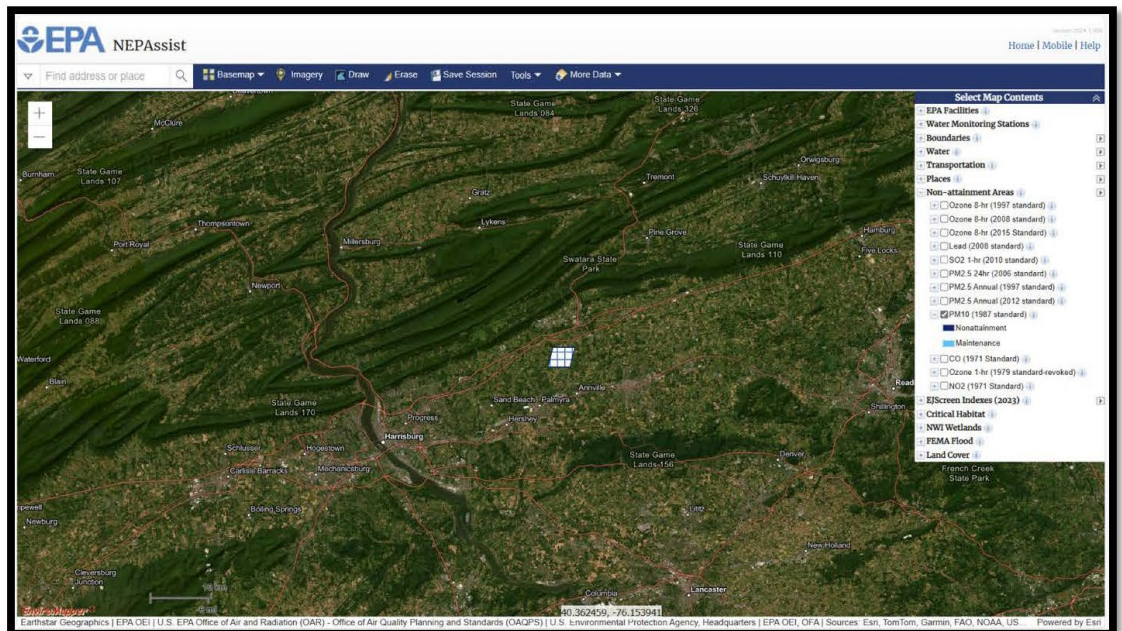 Version 2024.1.004
EPA NEPAssist
Home | Mobile | Help
Find address or place Basemap Imagery Draw Erase Save Session Tools More Data
Select Map Contents
EPA Facilities
Water Monitoring Stations
Boundaries
Water
Transportation
Places
Non-attainment Areas
Ozone 8-hr (1997 standard)
Ozone 8-hr (2008 standard)
Ozone 8-hr (2015 Standard)
Lead (2008 standard)
SO2 1-hr (2010 standard)
PM2.5 24hr (2006 standard)
PM2.5 Annual (1997 standard)
PM2.5 Annual (2012 standard)
PM10 (1987 standard)
Nonattainment
Maintenance
CO (1971 Standard)
Ozone 1-hr (1979 standard-revoked)
NO2 (1971 Standard)
EJScreen Indexes (2023)
Critical Habitat
NWI Wetlands
FEMA Flood
Land Cover
State Game
Lands 084
State Game
Lands 326
McClure
Burnham
State Game
Lands 107
Orwigsburg
Tremont
Schuylkill Haven
Gratz
Lykens
Thompsontown
Port Royal
Millersburg
Pine Grove
Hamburg
Five Locks
State Game
Lands 110
Swatara State
Park
Newport
State Game
Lands 088
Waterford
Blain
Annville
Sand Beach
Palmyra
Hershey
Read
Shillington
State Game
Lands 170
Progress
Harrisburg
Schlusser
Hogestown
Carlisle Barracks
Mechanicsburg
State Game
Lands 156
Denver
French Creek
State Park
opewell
Newburg
Boiling Springs
Lititz
New Holland
Cleversburg
Junction
10 km
6 mi
Columbia
Lancaster
EnviroMapper
40.362459, -76.153941
Earthstar Geographics | EPA OEI | U.S. EPA Office of Air and Radiation (OAR) - Office of Air Quality Planning and Standards (OAQPS) | U.S. Environmental Protection Agency, Headquarters | EPA OEI, OFA | Sources: Esri, TomTom, Garmin, FAO, NOAA, US... Powered by Esri